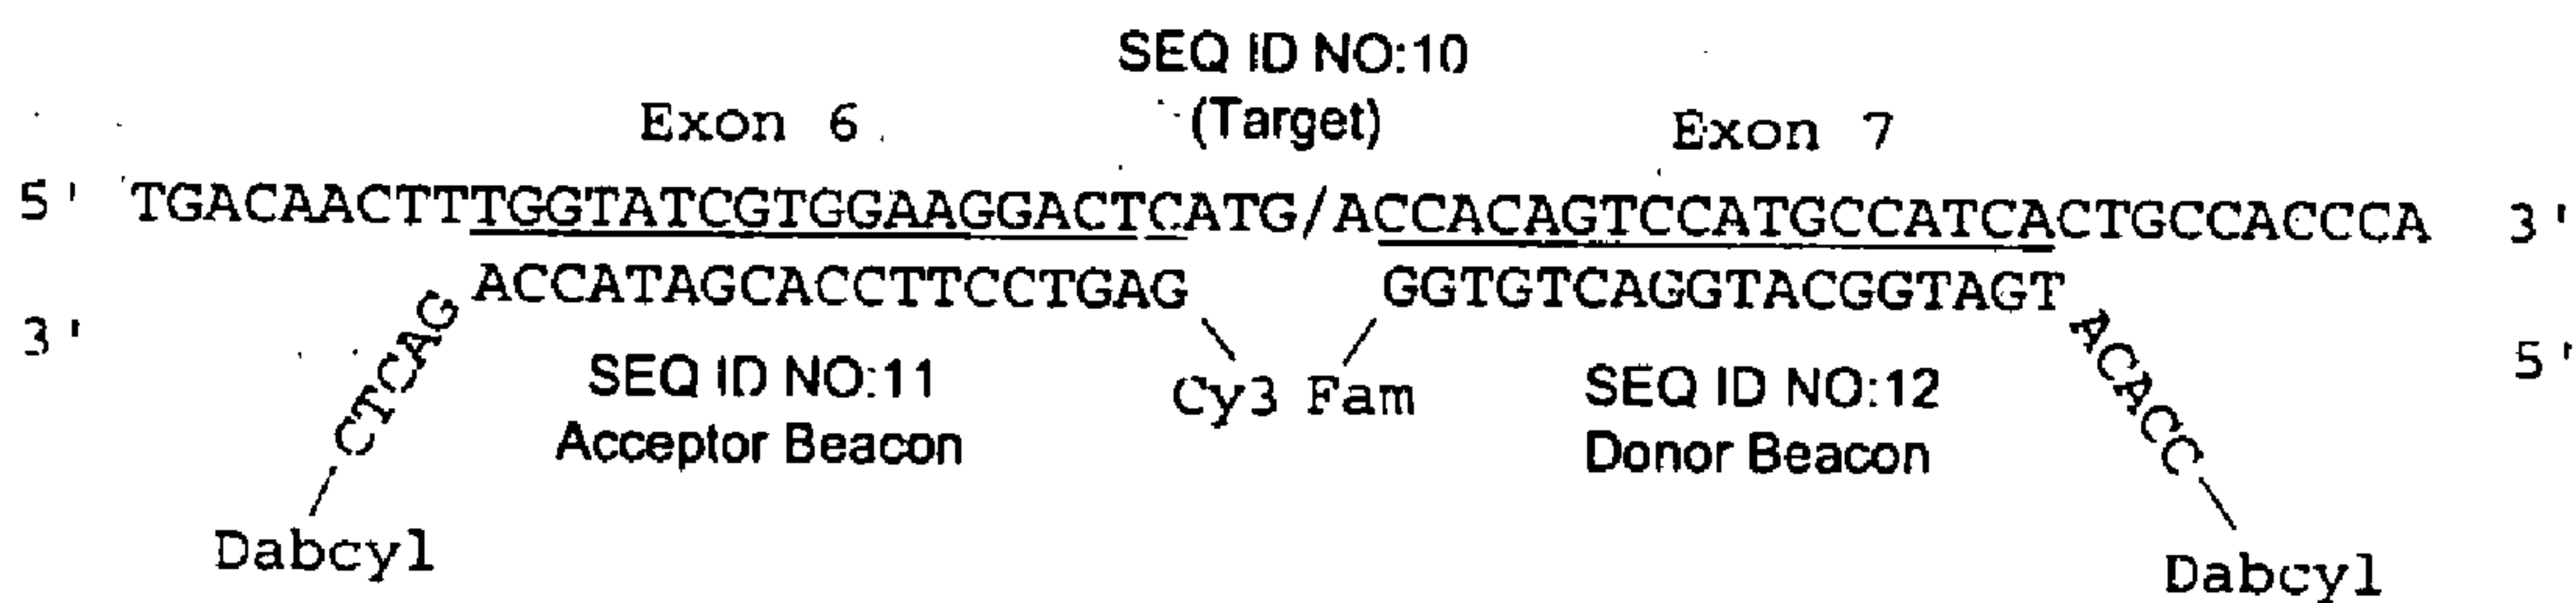 SEQ ID NO:10
Exon 6 (Target) Exon 7
5' TGACAACTTTTGGTATCGTGGAAGGACTCATG/ACCACAGTCCATGCCATCACTGCCACCCA 3'
ACCATAGCACCTTCCTGAG GGTGTCAGGTACGGTAGT
3' CTCAG ACACC 5'
SEQ ID NO:11 Cy3 Fam SEQ ID NO:12
Acceptor Beacon Donor Beacon
Dabcyl Dabcyl